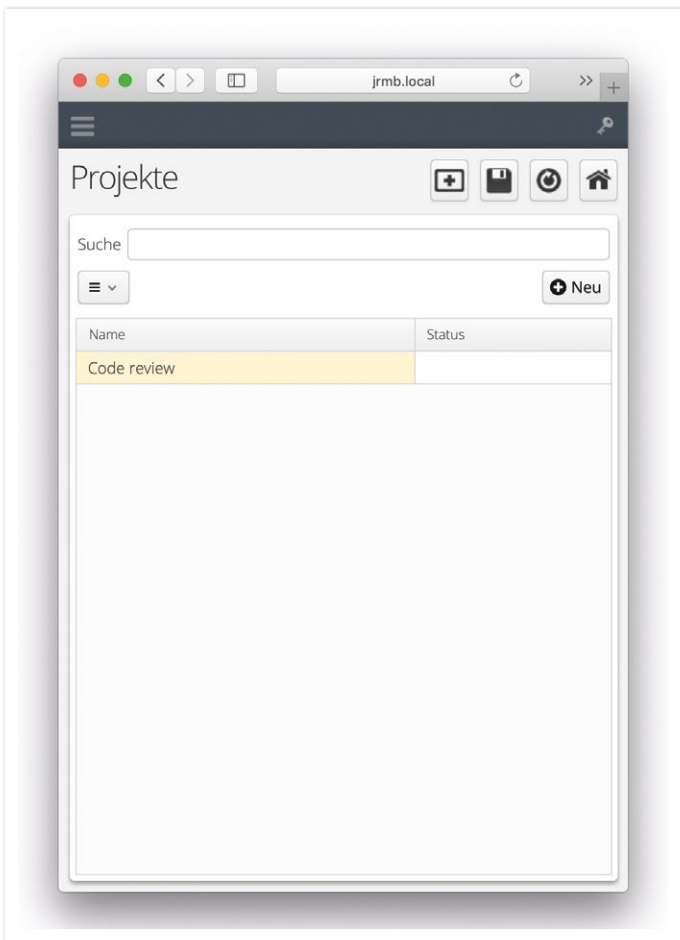 jrmb.local
Projekte
Suche
Neu
Name Status
Code review